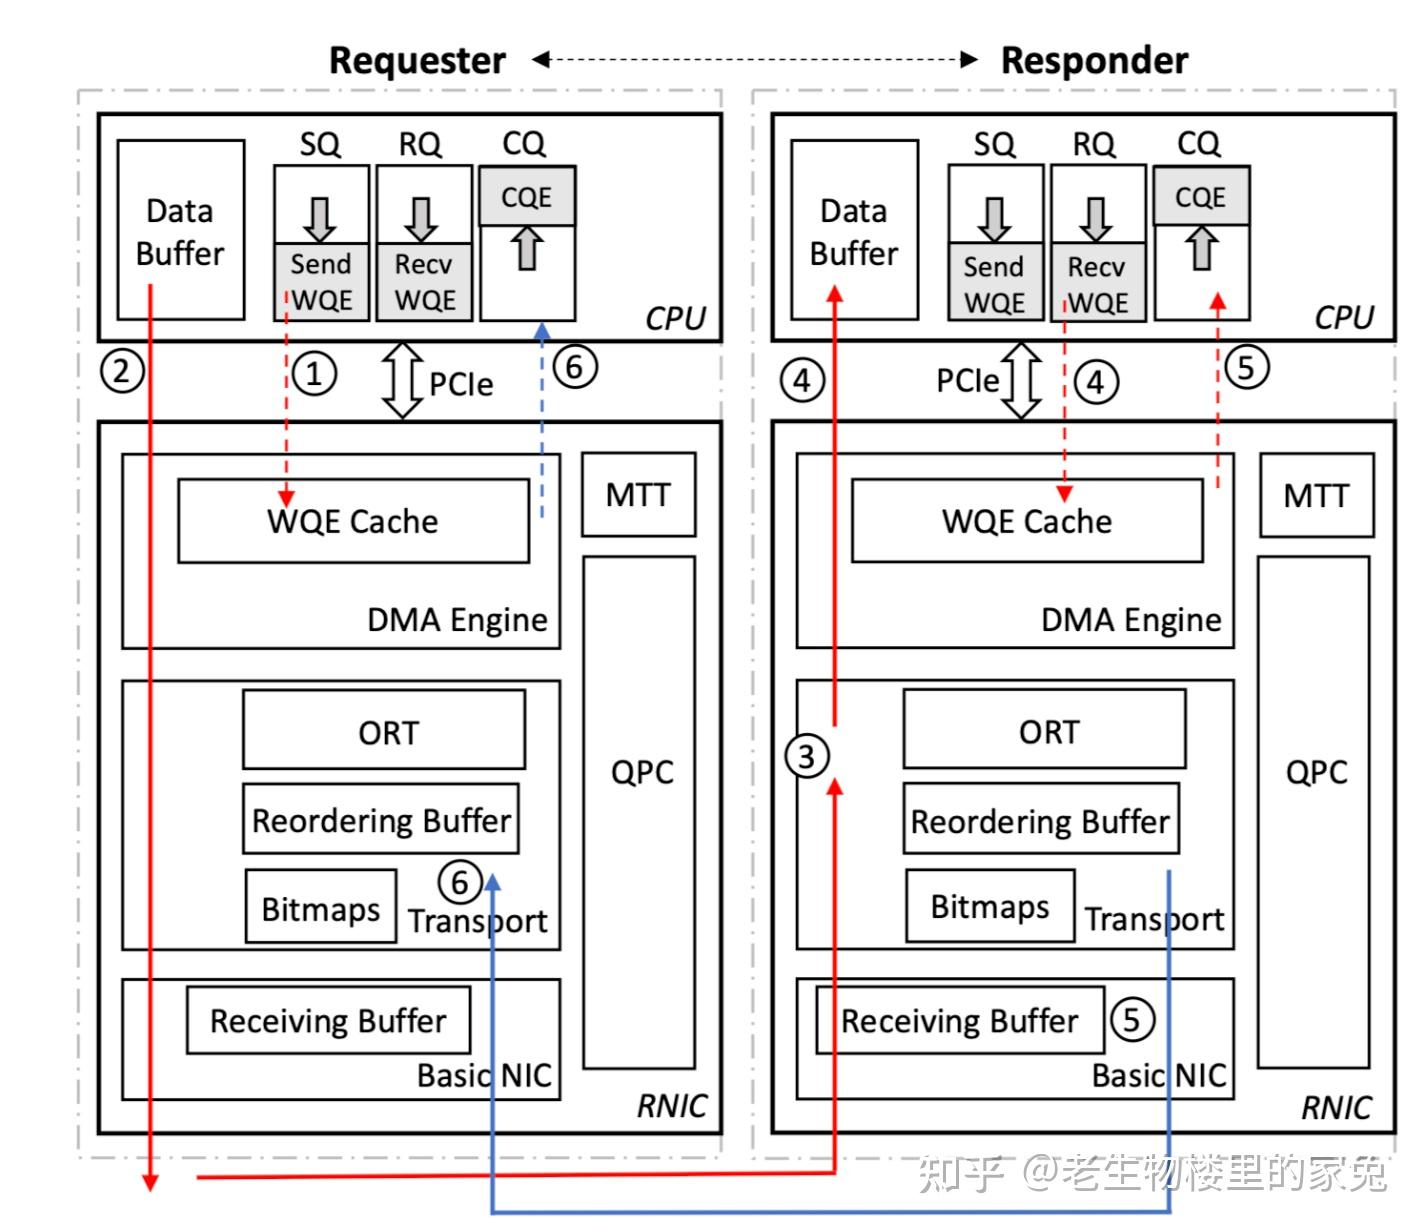 Requester
Responder
SQ RQ CQ
Data
Buffer
CQE
Send
WQE
Recv
WQE
CPU
② ① PCIe ⑥
WQE Cache
DMA Engine
MTT
ORT
Reordering Buffer
⑥
Bitmaps
Transport
QPC
Receiving Buffer
Basic NIC
RNIC
SQ RQ CQ
Data
Buffer
CQE
Send
WQE
Recv
WQE
CPU
④ PCIe ④ ⑤
WQE Cache
DMA Engine
MTT
ORT
③
Reordering Buffer
Bitmaps
Transport
QPC
Receiving Buffer ⑤
Basic NIC
RNIC
知乎 @老生物楼里的家兔